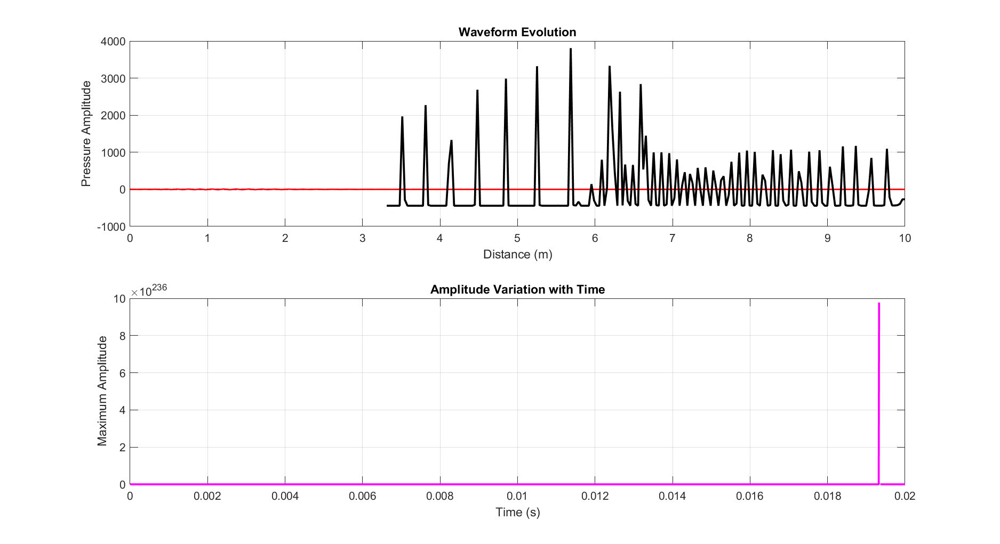 Waveform Evolution
4000
3000
2000
1000
0
-1000
Pressure Amplitude
0 1 2 3 4 5 6 7 8 9 10
Distance (m)
Amplitude Variation with Time
×10^236
10
8
6
4
2
0
Maximum Amplitude
0 0.002 0.004 0.006 0.008 0.01 0.012 0.014 0.016 0.018 0.02
Time (s)